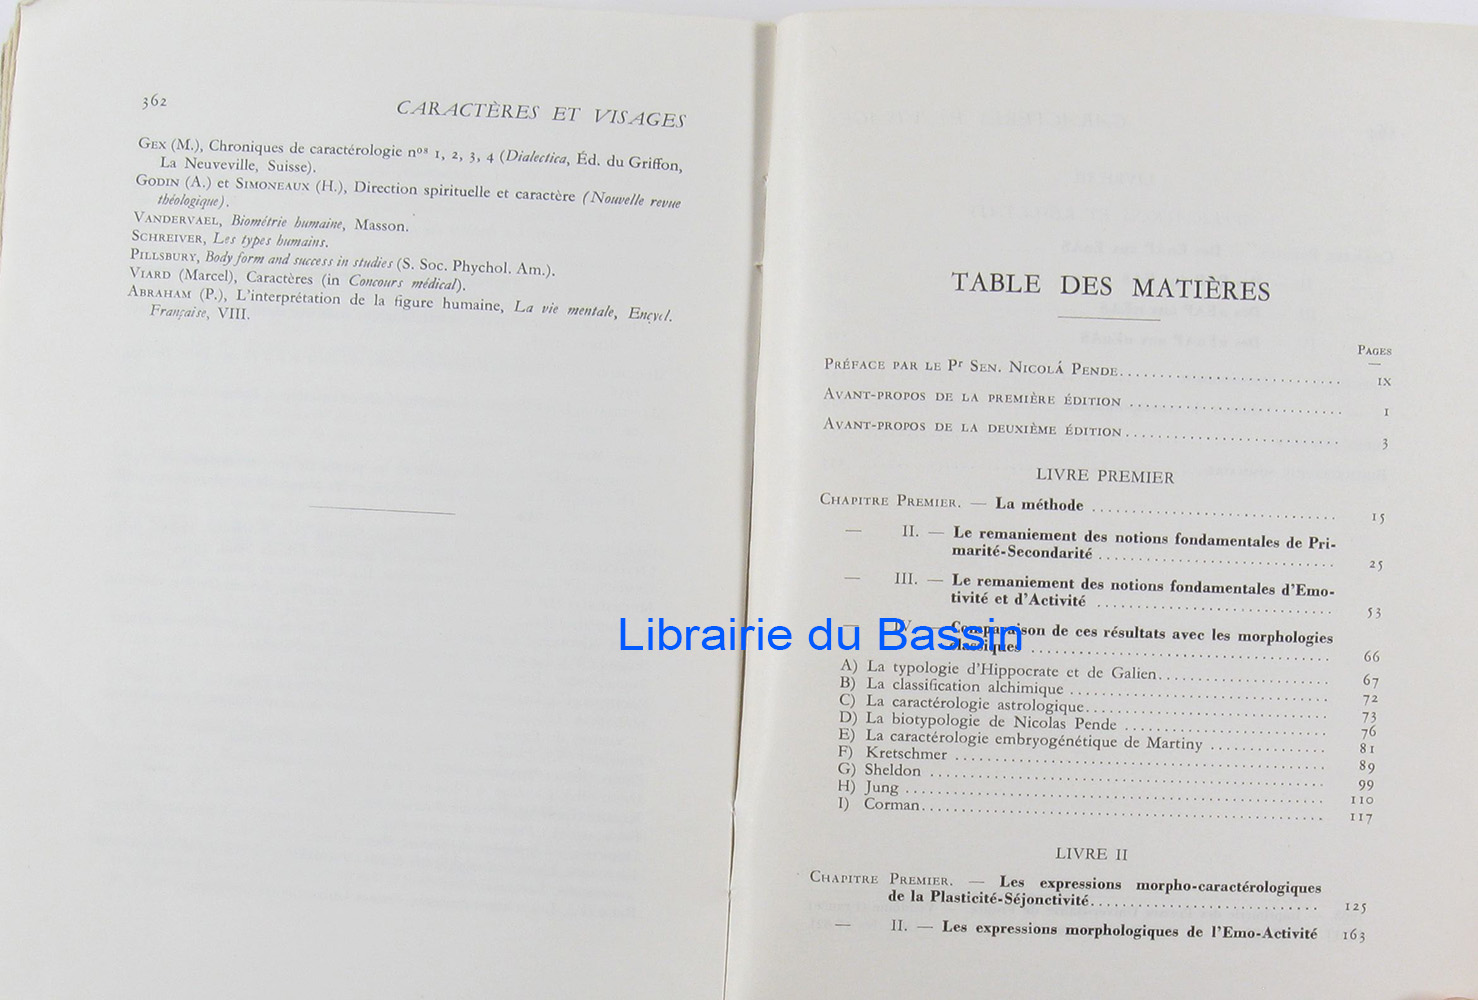 362
CARACTÈRES ET VISAGES
GEX (M.), Chroniques de caractérologie nos 1, 2, 3, 4 (Dialectica, Éd. du Griffon,
La Neuveville, Suisse).
GODIN (A.) et SIMONEAUX (H.), Direction spirituelle et caractère (Nouvelle revue
théologique).
VANDERVAEL, Biométrie humaine, Masson.
SCHREIVER, Les types humains.
PILLSBURY, Body form and success in studies (S. Soc. Phychol. Am.).
VIARD (Marcel), Caractères (in Concours médical).
ABRAHAM (P.), L'interprétation de la figure humaine, La vie mentale, Encycl.
Française, VIII.
TABLE DES MATIÈRES
PAGES
PRÉFACE PAR LE Pr SEN. NICOLÁ PENDE. IX
AVANT-PROPOS DE LA PREMIÈRE ÉDITION 1
AVANT-PROPOS DE LA DEUXIÈME ÉDITION. 3
LIVRE PREMIER
CHAPITRE PREMIER. — La méthode 15
— II. — Le remaniement des notions fondamentales de Pri-
marité-Secondarité 25
— III. — Le remaniement des notions fondamentales d'Emo-
tivité et d'Activité 53
— IV. — Comparaison de ces résultats avec les morphologies
classiques 66
Librairie du Bassin
A) La typologie d'Hippocrate et de Galien. 67
B) La classification alchimique 72
C) La caractérologie astrologique. 73
D) La biotypologie de Nicolas Pende 76
E) La caractérologie embryogénétique de Martiny 81
F) Kretschmer 89
G) Sheldon 99
H) Jung 110
I) Corman. 117
LIVRE II
CHAPITRE PREMIER. — Les expressions morpho-caractérologiques
de la Plasticité-Séjonctivité. 125
— II. — Les expressions morphologiques de l'Emo-Activité 163